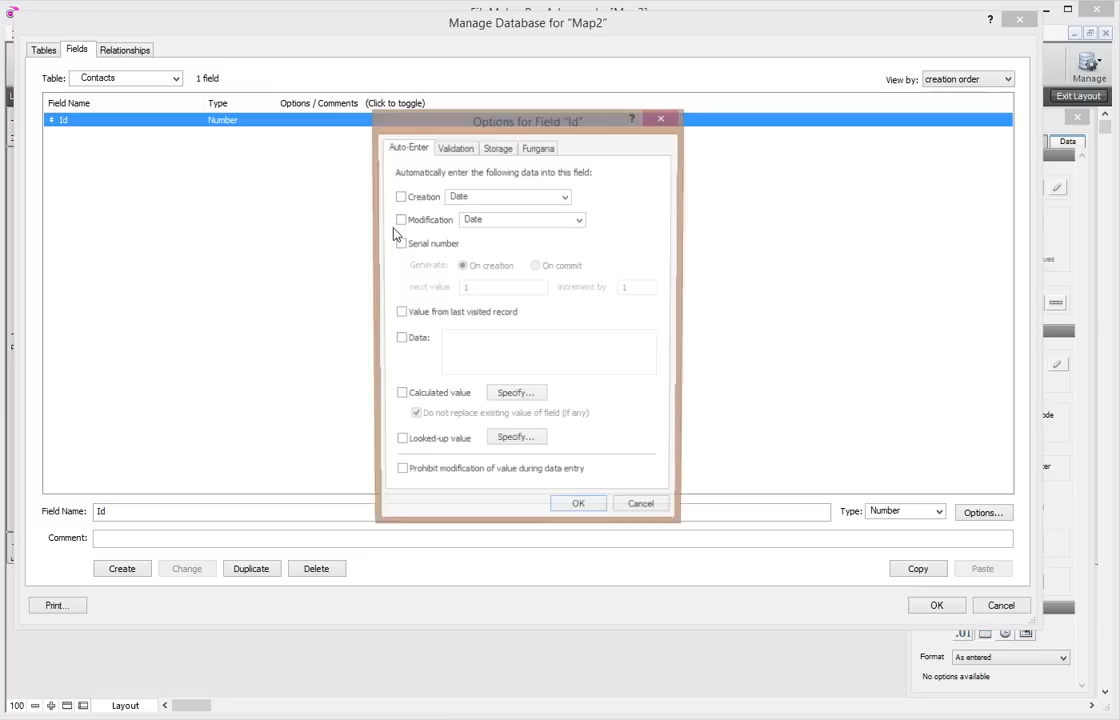 Manage Database for "Map2"
?
Tables Fields Relationships
Table: Contacts 1 field View by: creation order
Manage
Exit Layout
Field Name Type Options / Comments (Click to toggle)
Id Number
Data
Options for Field "Id" ?
Auto-Enter Validation Storage Furigana
Automatically enter the following data into this field:
Creation Date
Modification Date
Serial number
Generate: On creation On commit
next value 1 increment by 1
Value from last visited record
Data:
Calculated value Specify...
Do not replace existing value of field (if any)
Looked-up value Specify...
Prohibit modification of value during data entry
OK Cancel
Field Name: Id Type: Number Options...
Comment:
Create Change Duplicate Delete Copy Paste
Print... OK Cancel
.01
Format As entered
No options available
100 Layout